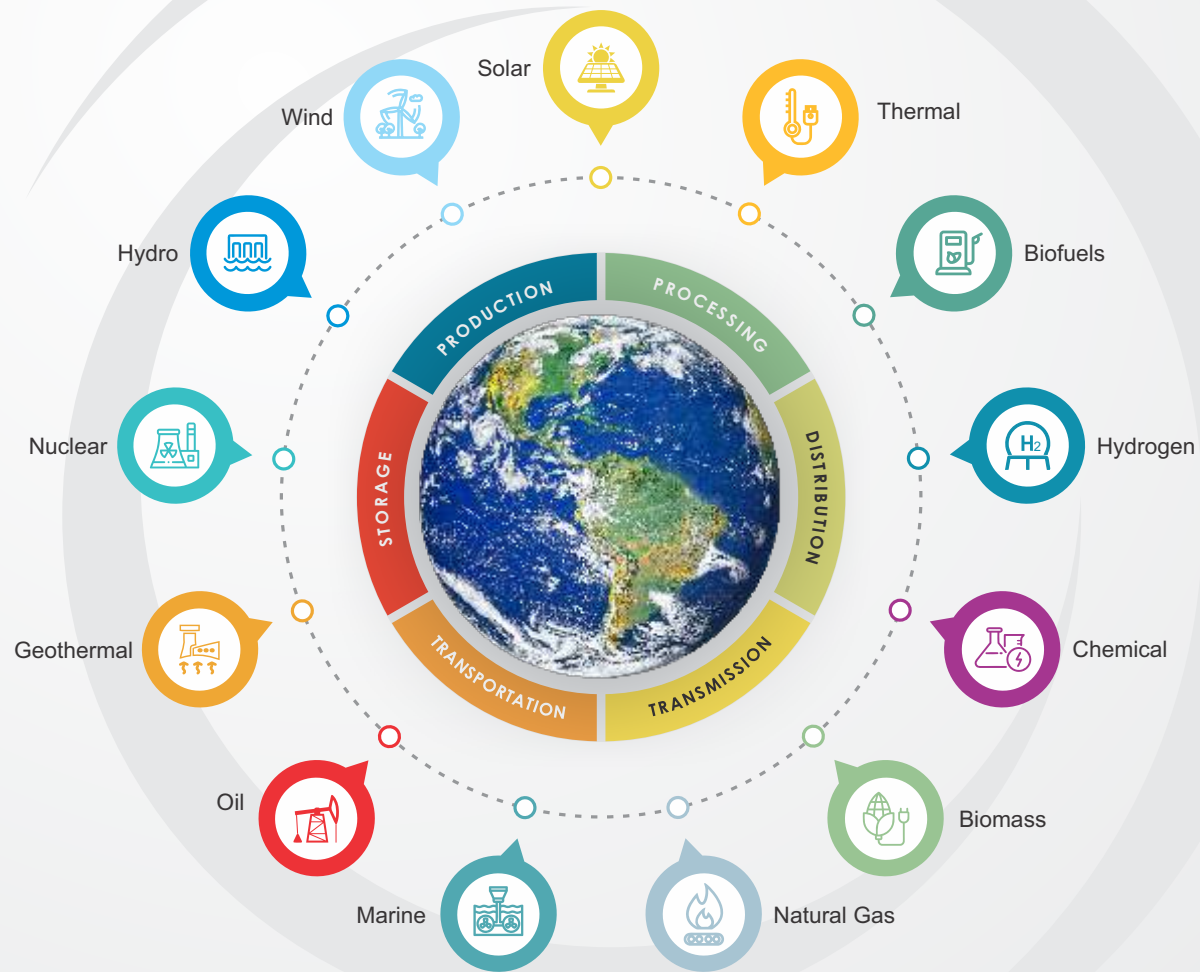 Solar
Wind
Thermal
Hydro
Biofuels
PRODUCTION
PROCESSING
Nuclear
H2
Hydrogen
STORAGE
DISTRIBUTION
Geothermal
Chemical
TRANSPORTATION
TRANSMISSION
Oil
Biomass
Marine
Natural Gas